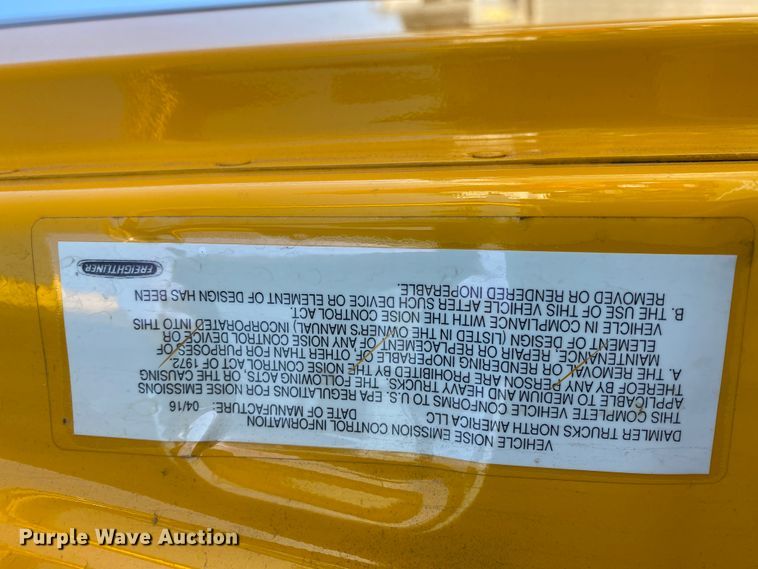 VEHICLE NOISE EMISSION CONTROL INFORMATION
DAIMLER TRUCKS NORTH AMERICA LLC DATE OF MANUFACTURE: 04/16
THIS COMPLETE VEHICLE CONFORMS TO U.S. EPA REGULATIONS FOR NOISE EMISSIONS
APPLICABLE TO MEDIUM AND HEAVY TRUCKS. THE FOLLOWING ACTS, OR THE CAUSING
THEREOF BY ANY PERSON ARE PROHIBITED BY THE NOISE CONTROL ACT OF 1972.
A. THE REMOVAL OR RENDERING INOPERABLE, OTHER THAN FOR PURPOSES OF
MAINTENANCE, REPAIR OR REPLACEMENT, OF ANY NOISE CONTROL DEVICE OR
ELEMENT OF DESIGN (LISTED IN THE OWNER'S MANUAL) INCORPORATED INTO THIS
VEHICLE IN COMPLIANCE WITH THE NOISE CONTROL ACT.
B. THE USE OF THIS VEHICLE AFTER SUCH DEVICE OR ELEMENT OF DESIGN HAS BEEN
REMOVED OR RENDERED INOPERABLE.
FREIGHTLINER
Purple Wave Auction